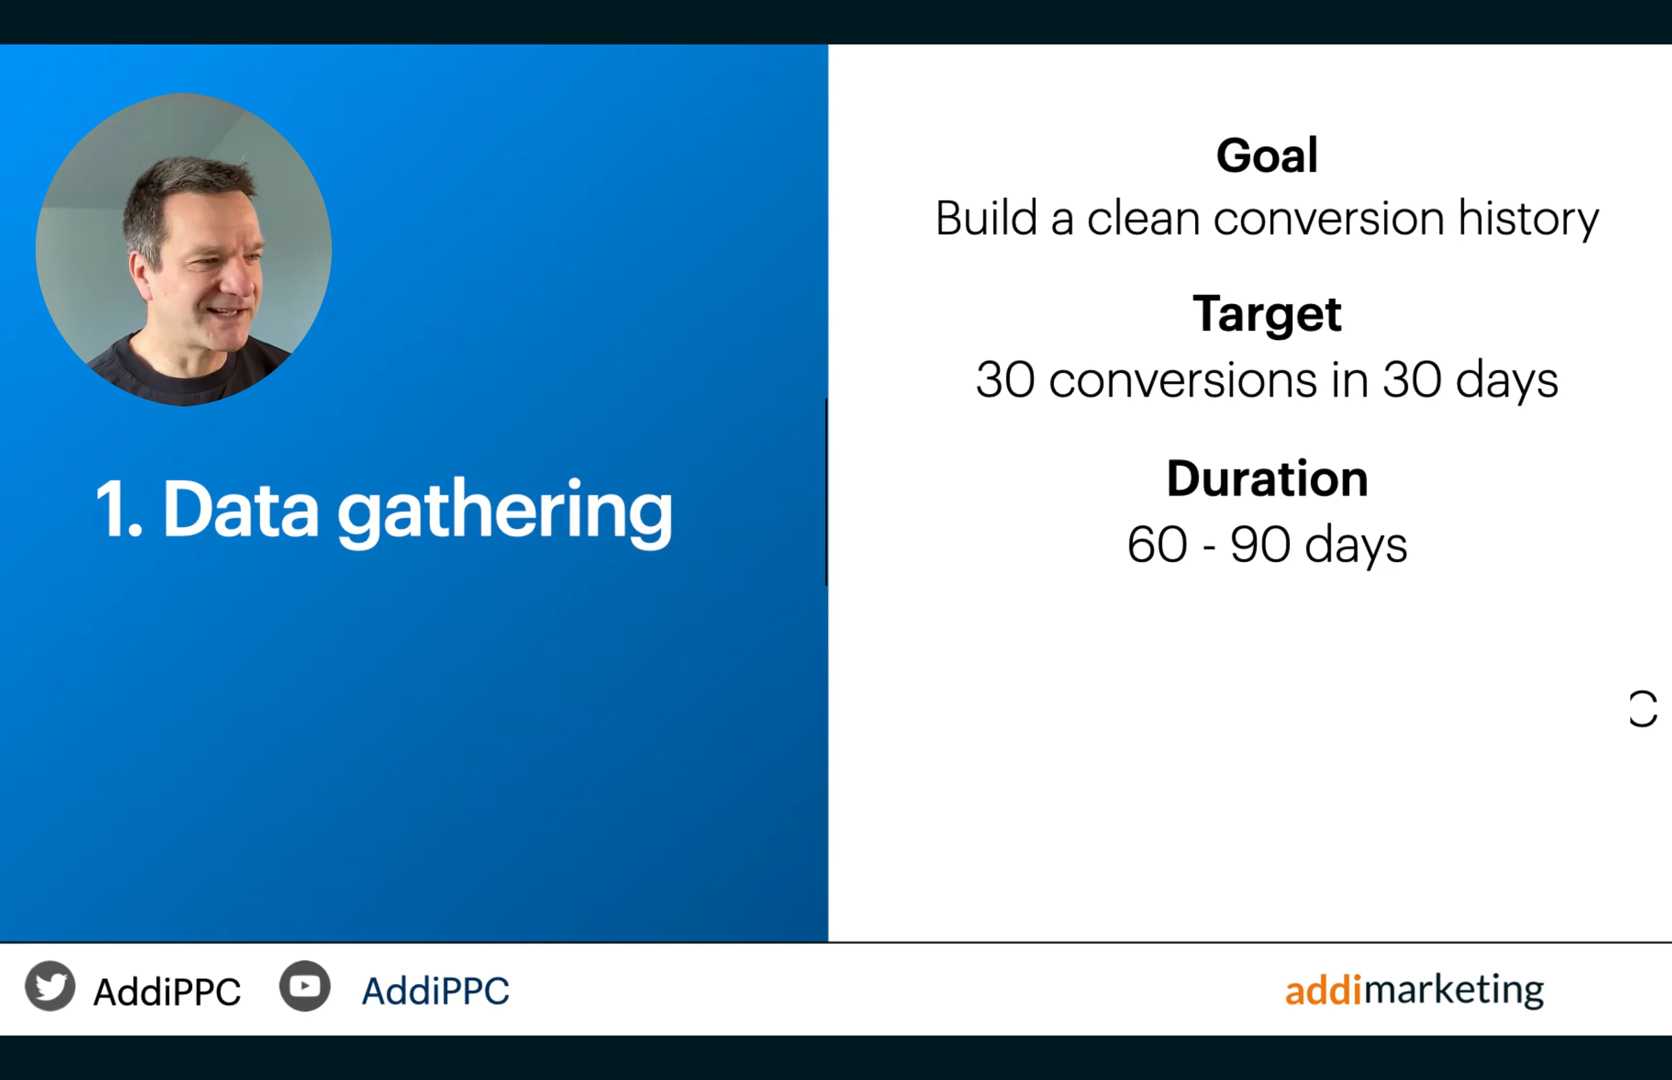 1. Data gathering
Goal
Build a clean conversion history
Target
30 conversions in 30 days
Duration
60 - 90 days
AddiPPC
AddiPPC
addimarketing